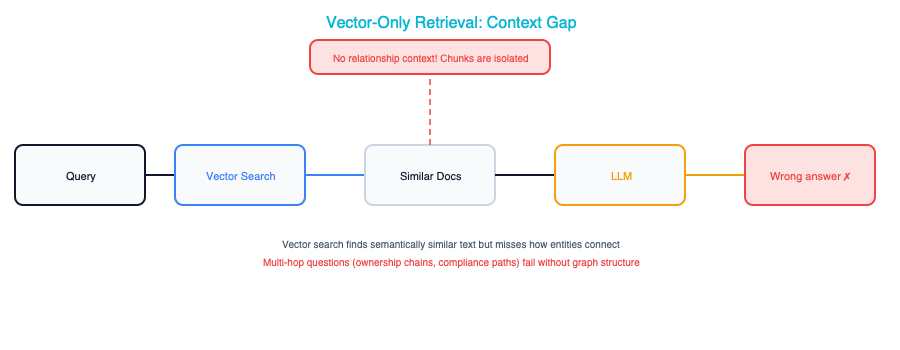 Vector-Only Retrieval: Context Gap
No relationship context! Chunks are isolated
Query
Vector Search
Similar Docs
LLM
Wrong answer ✗
Vector search finds semantically similar text but misses how entities connect
Multi-hop questions (ownership chains, compliance paths) fail without graph structure